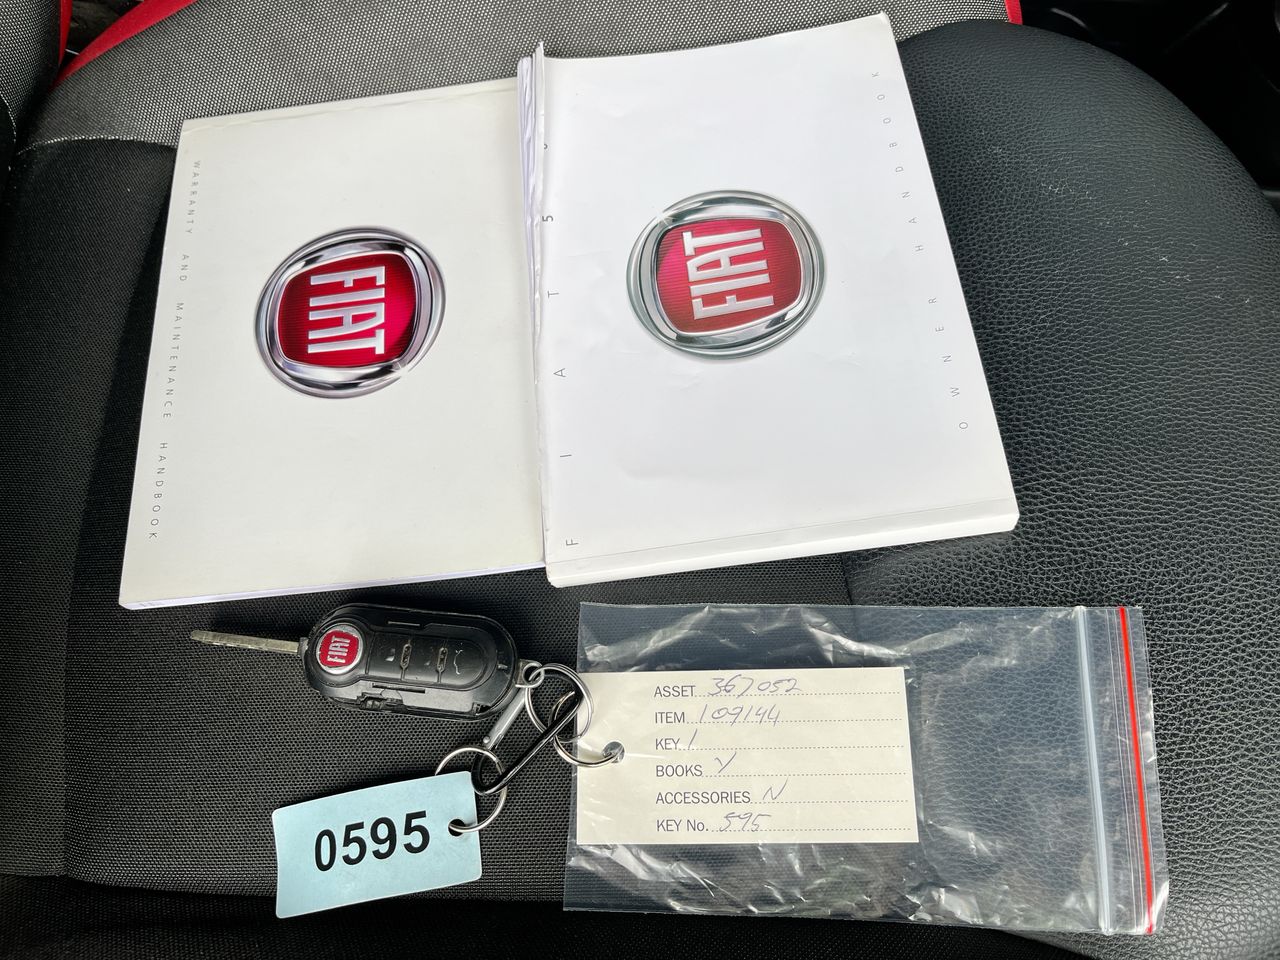 WARRANTY AND MAINTENANCE HANDBOOK
FIAT
FIAT 5
FIAT
OWNER HANDBOOK
FIAT
0595
ASSET 367052
ITEM 109144
KEY 1
BOOKS Y
ACCESSORIES N
KEY No. 595